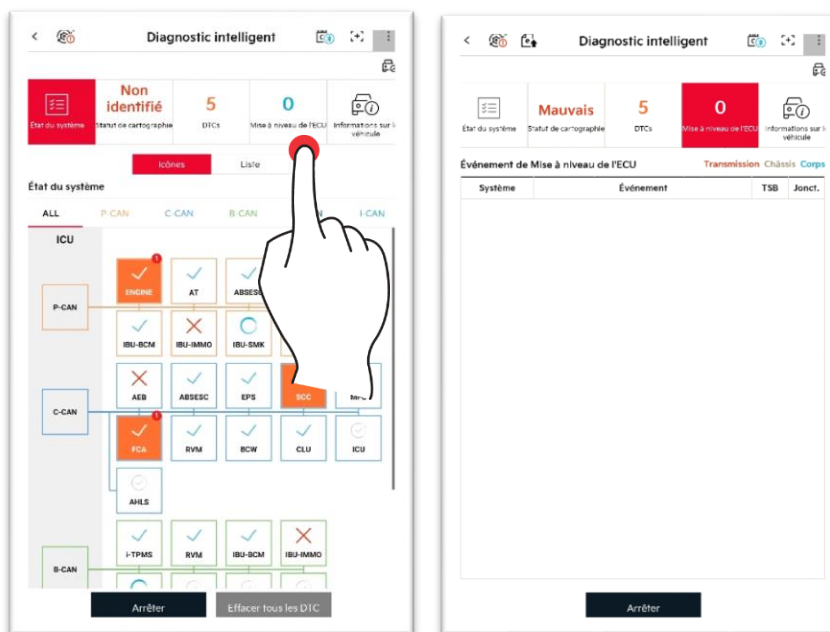 Diagnostic intelligent
Non
identifié
5
0
État du système
Statut de cartographie
DTCs
Mise à niveau de l'ECU
Informations sur l
véhicule
Icônes
Liste
État du système
ALL
P-CAN
C-CAN
B-CAN
N
I-CAN
ICU
1
ENGINE
AT
ABSESC
P-CAN
IBU-BCM
IBU-IMMO
IBU-SMK
AEB
ABSESC
EPS
SCC
C-CAN
1
FCA
RVM
BCW
CLU
ICU
AHLS
i-TPMS
RVM
IBU-BCM
IBU-IMMO
B-CAN
Arrêter
Effacer tous les DTC
Diagnostic intelligent
Mauvais
5
0
État du système
Statut de cartographie
DTCs
Mise à niveau de l'ECU
Informations sur l
véhicule
Événement de Mise à niveau de l'ECU
Transmission Châssis Corps
Système
Événement
TSB
Jonct.
Arrêter